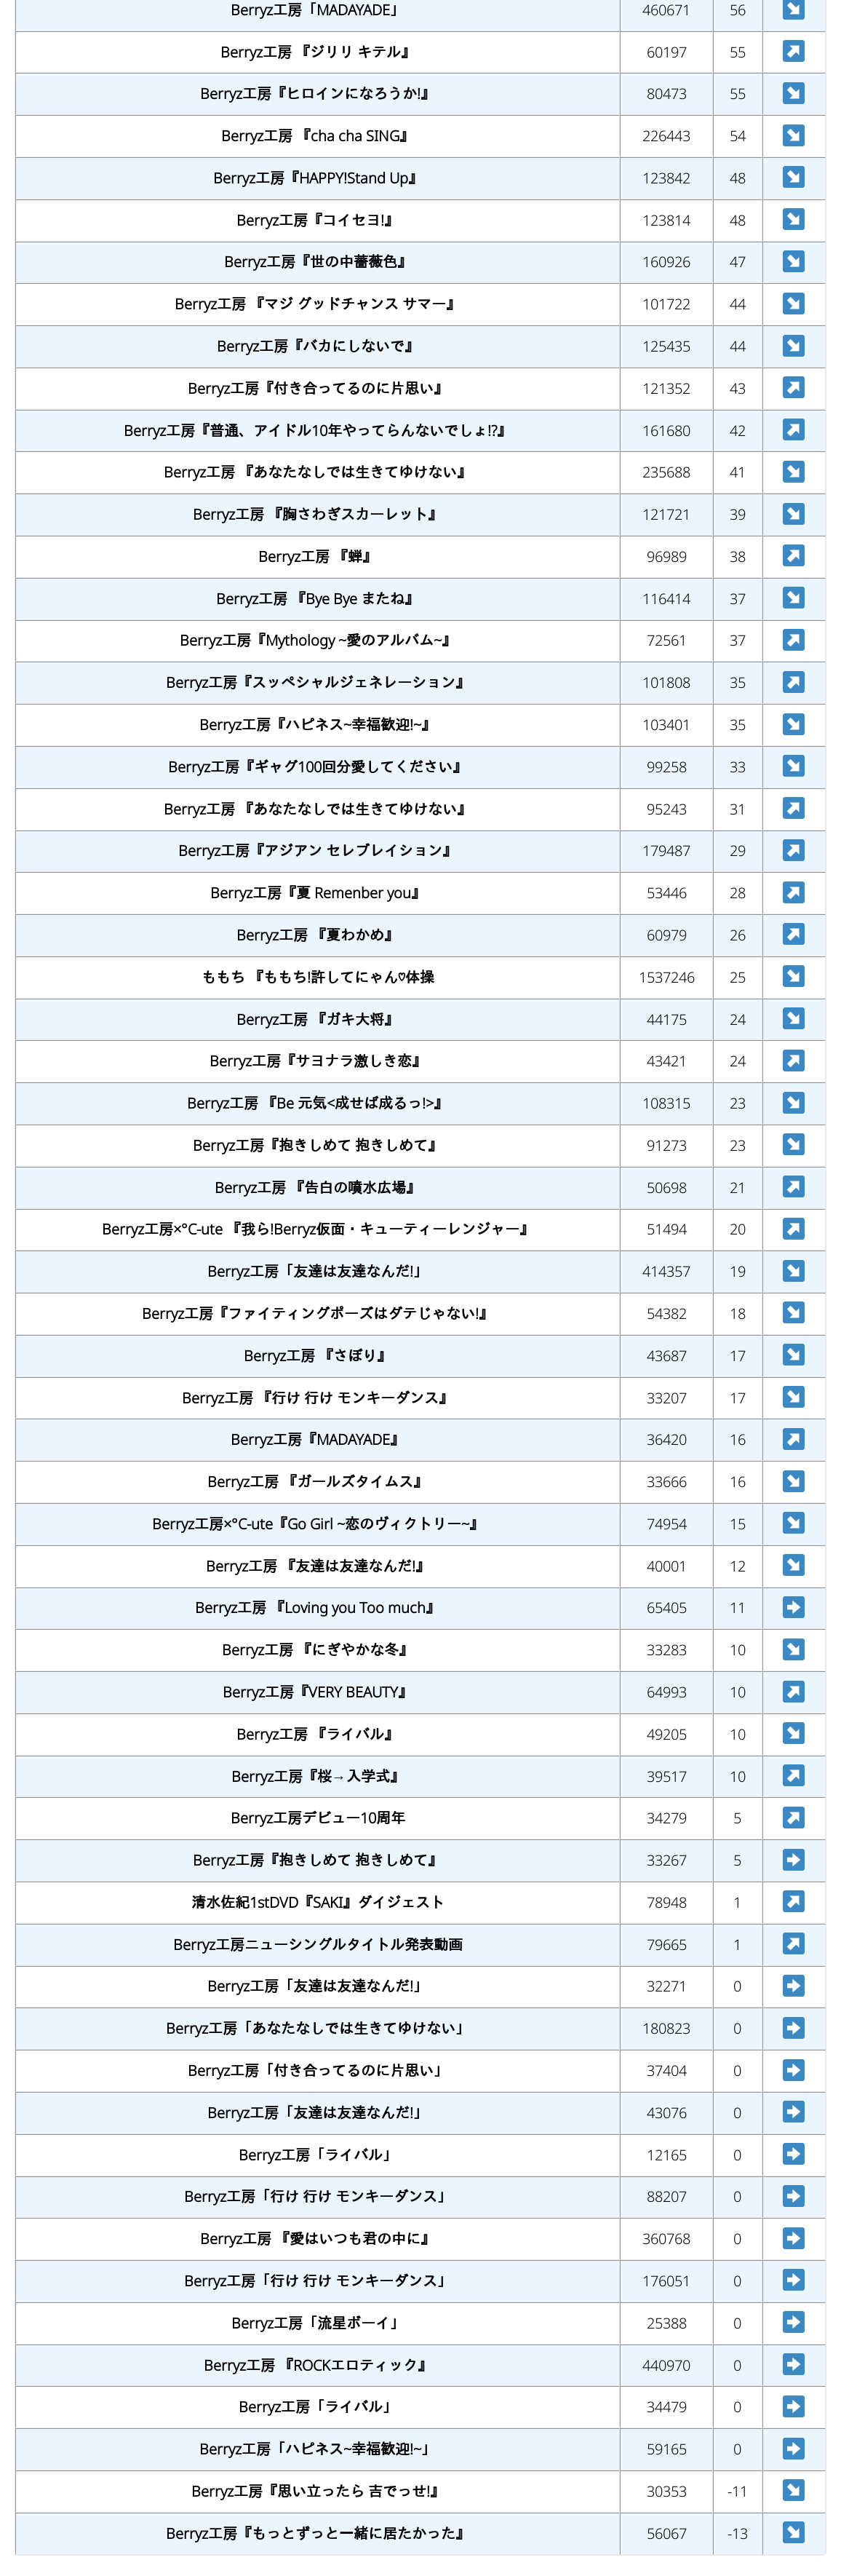 Berryz工房「MADAYADE」 460671 56 ↘
Berryz工房 『ジリリ キテル』 60197 55 ↗
Berryz工房『ヒロインになろうか!』 80473 55 ↘
Berryz工房 『cha cha SING』 226443 54 ↘
Berryz工房『HAPPY!Stand Up』 123842 48 ↘
Berryz工房『コイセヨ!』 123814 48 ↘
Berryz工房『世の中薔薇色』 160926 47 ↘
Berryz工房 『マジ グッドチャンス サマー』 101722 44 ↘
Berryz工房『バカにしないで』 125435 44 ↘
Berryz工房『付き合ってるのに片思い』 121352 43 ↗
Berryz工房『普通、アイドル10年やってらんないでしょ!?』 161680 42 ↗
Berryz工房 『あなたなしでは生きてゆけない』 235688 41 ↘
Berryz工房 『胸さわぎスカーレット』 121721 39 ↘
Berryz工房 『蝉』 96989 38 ↗
Berryz工房 『Bye Bye またね』 116414 37 ↘
Berryz工房『Mythology ~愛のアルバム~』 72561 37 ↗
Berryz工房『スッペシャルジェネレ〜ション』 101808 35 ↗
Berryz工房『ハピネス~幸福歓迎!~』 103401 35 ↘
Berryz工房『ギャグ100回分愛してください』 99258 33 ↘
Berryz工房 『あなたなしでは生きてゆけない』 95243 31 ↗
Berryz工房『アジアン セレブレイション』 179487 29 ↗
Berryz工房『夏 Remenber you』 53446 28 ↗
Berryz工房 『夏わかめ』 60979 26 ↗
ももち 『ももち!許してにゃん♡体操 1537246 25 ↘
Berryz工房 『ガキ大将』 44175 24 ↘
Berryz工房『サヨナラ激しき恋』 43421 24 ↗
Berryz工房 『Be 元気<成せば成るっ!>』 108315 23 ↘
Berryz工房『抱きしめて 抱きしめて』 91273 23 ↘
Berryz工房 『告白の噴水広場』 50698 21 ↗
Berryz工房×°C-ute 『我ら!Berryz仮面・キューティーレンジャー』 51494 20 ↗
Berryz工房「友達は友達なんだ!」 414357 19 ↘
Berryz工房『ファイティングポーズはダテじゃない!』 54382 18 ↘
Berryz工房 『さぼり』 43687 17 ↘
Berryz工房 『行け 行け モンキーダンス』 33207 17 ↘
Berryz工房『MADAYADE』 36420 16 ↗
Berryz工房 『ガールズタイムス』 33666 16 ↘
Berryz工房×°C-ute『Go Girl ~恋のヴィクトリー~』 74954 15 ↘
Berryz工房 『友達は友達なんだ!』 40001 12 ↘
Berryz工房 『Loving you Too much』 65405 11 ➡
Berryz工房 『にぎやかな冬』 33283 10 ↘
Berryz工房『VERY BEAUTY』 64993 10 ↗
Berryz工房 『ライバル』 49205 10 ↘
Berryz工房『桜→入学式』 39517 10 ↗
Berryz工房デビュー10周年 34279 5 ↗
Berryz工房『抱きしめて 抱きしめて』 33267 5 ➡
清水佐紀1stDVD『SAKI』ダイジェスト 78948 1 ↗
Berryz工房ニューシングルタイトル発表動画 79665 1 ↗
Berryz工房「友達は友達なんだ!」 32271 0 ➡
Berryz工房「あなたなしでは生きてゆけない」 180823 0 ➡
Berryz工房「付き合ってるのに片思い」 37404 0 ➡
Berryz工房「友達は友達なんだ!」 43076 0 ➡
Berryz工房「ライバル」 12165 0 ➡
Berryz工房「行け 行け モンキーダンス」 88207 0 ➡
Berryz工房 『愛はいつも君の中に』 360768 0 ➡
Berryz工房「行け 行け モンキーダンス」 176051 0 ➡
Berryz工房「流星ボーイ」 25388 0 ➡
Berryz工房 『ROCKエロティック』 440970 0 ➡
Berryz工房「ライバル」 34479 0 ➡
Berryz工房「ハピネス~幸福歓迎!~」 59165 0 ➡
Berryz工房『思い立ったら 吉でっせ!』 30353 -11 ↘
Berryz工房『もっとずっと一緒に居たかった』 56067 -13 ↘